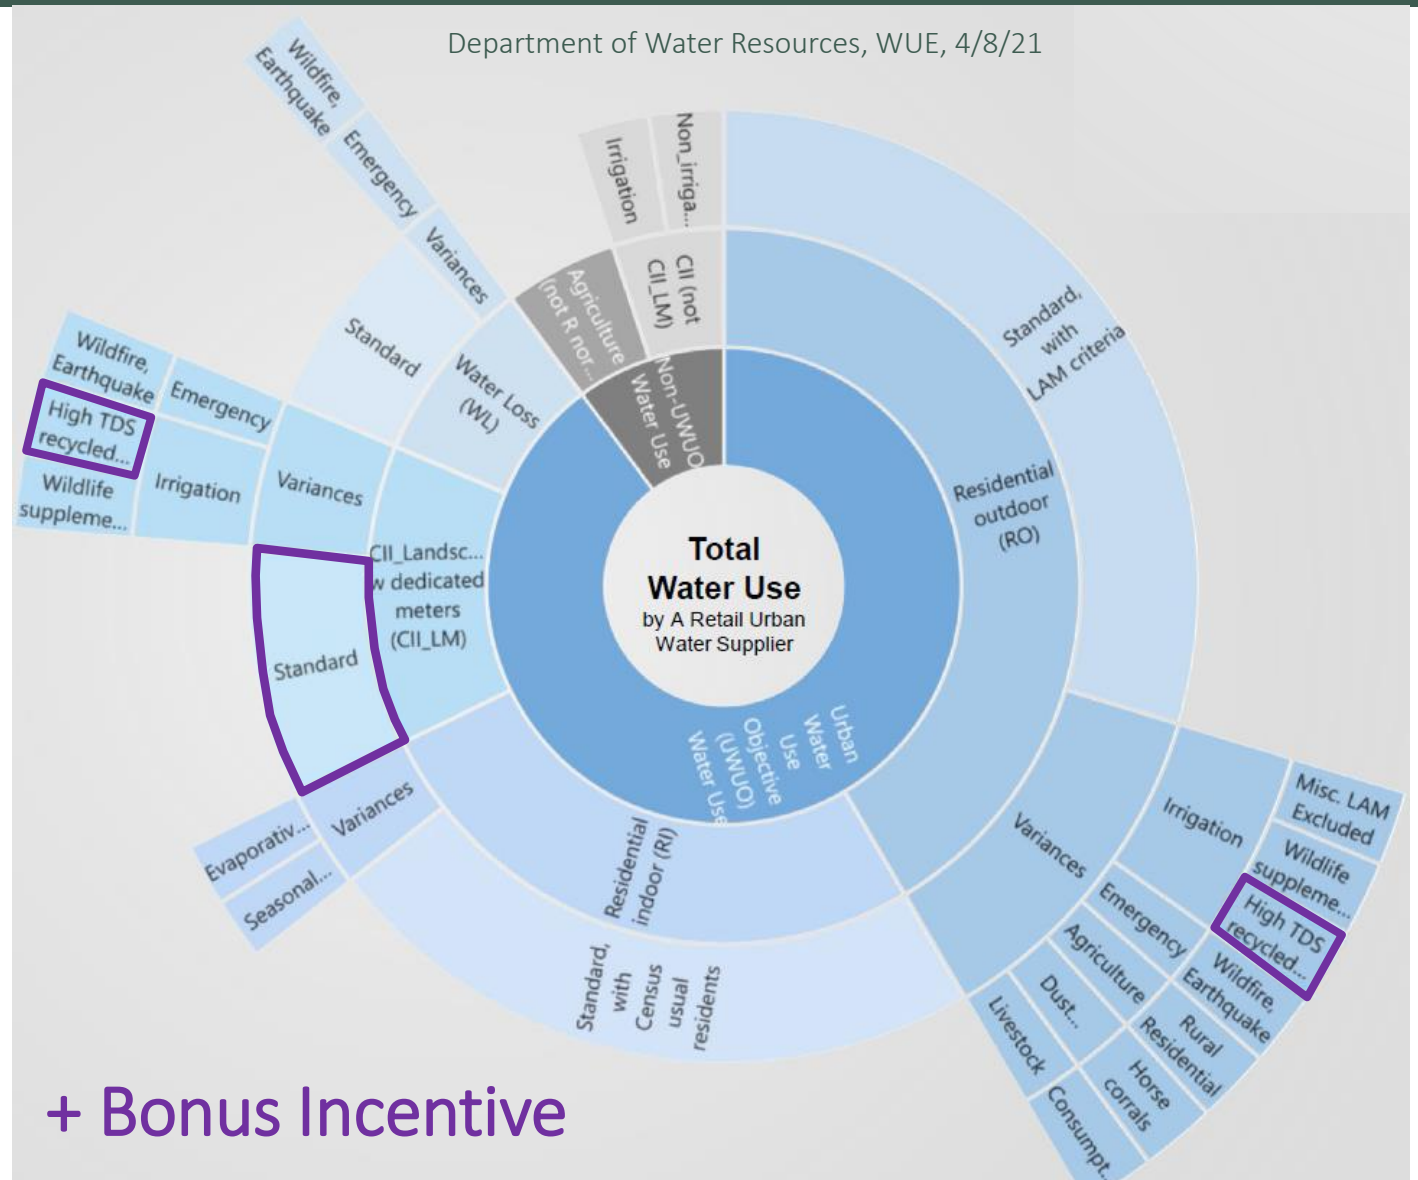 Department of Water Resources, WUE, 4/8/21
Wildfire,
Earthquake
Emergency
Variances
Standard
Water Loss
(WL)
Irrigation
Non_irriga...
Agriculture
(not R nor
...
CII (not
CII_LM)
Non-UWUO
Water Use
Standard,
with
LAM criteria
Residential
outdoor
(RO)
Wildfire,
Earthquake
Emergency
High TDS
recycled...
Wildlife
suppleme...
Irrigation
Variances
CII_Landsc...
w dedicated
meters
(CII_LM)
Standard
Total
Water Use
by A Retail Urban
Water Supplier
Urban
Water
Use
Objective
(UWUO)
Water Use
Variances
Evaporativ...
Seasonal...
Residential
indoor (RI)
Standard,
with
Census
usual
residents
Variances
Irrigation
Misc. LAM
Excluded
Wildlife
suppleme...
High TDS
recycled...
Emergency
Wildfire,
Earthquake
Agriculture
Rural
Residential
Dust...
Horse
corrals
Livestock
Consumpt...
+ Bonus Incentive